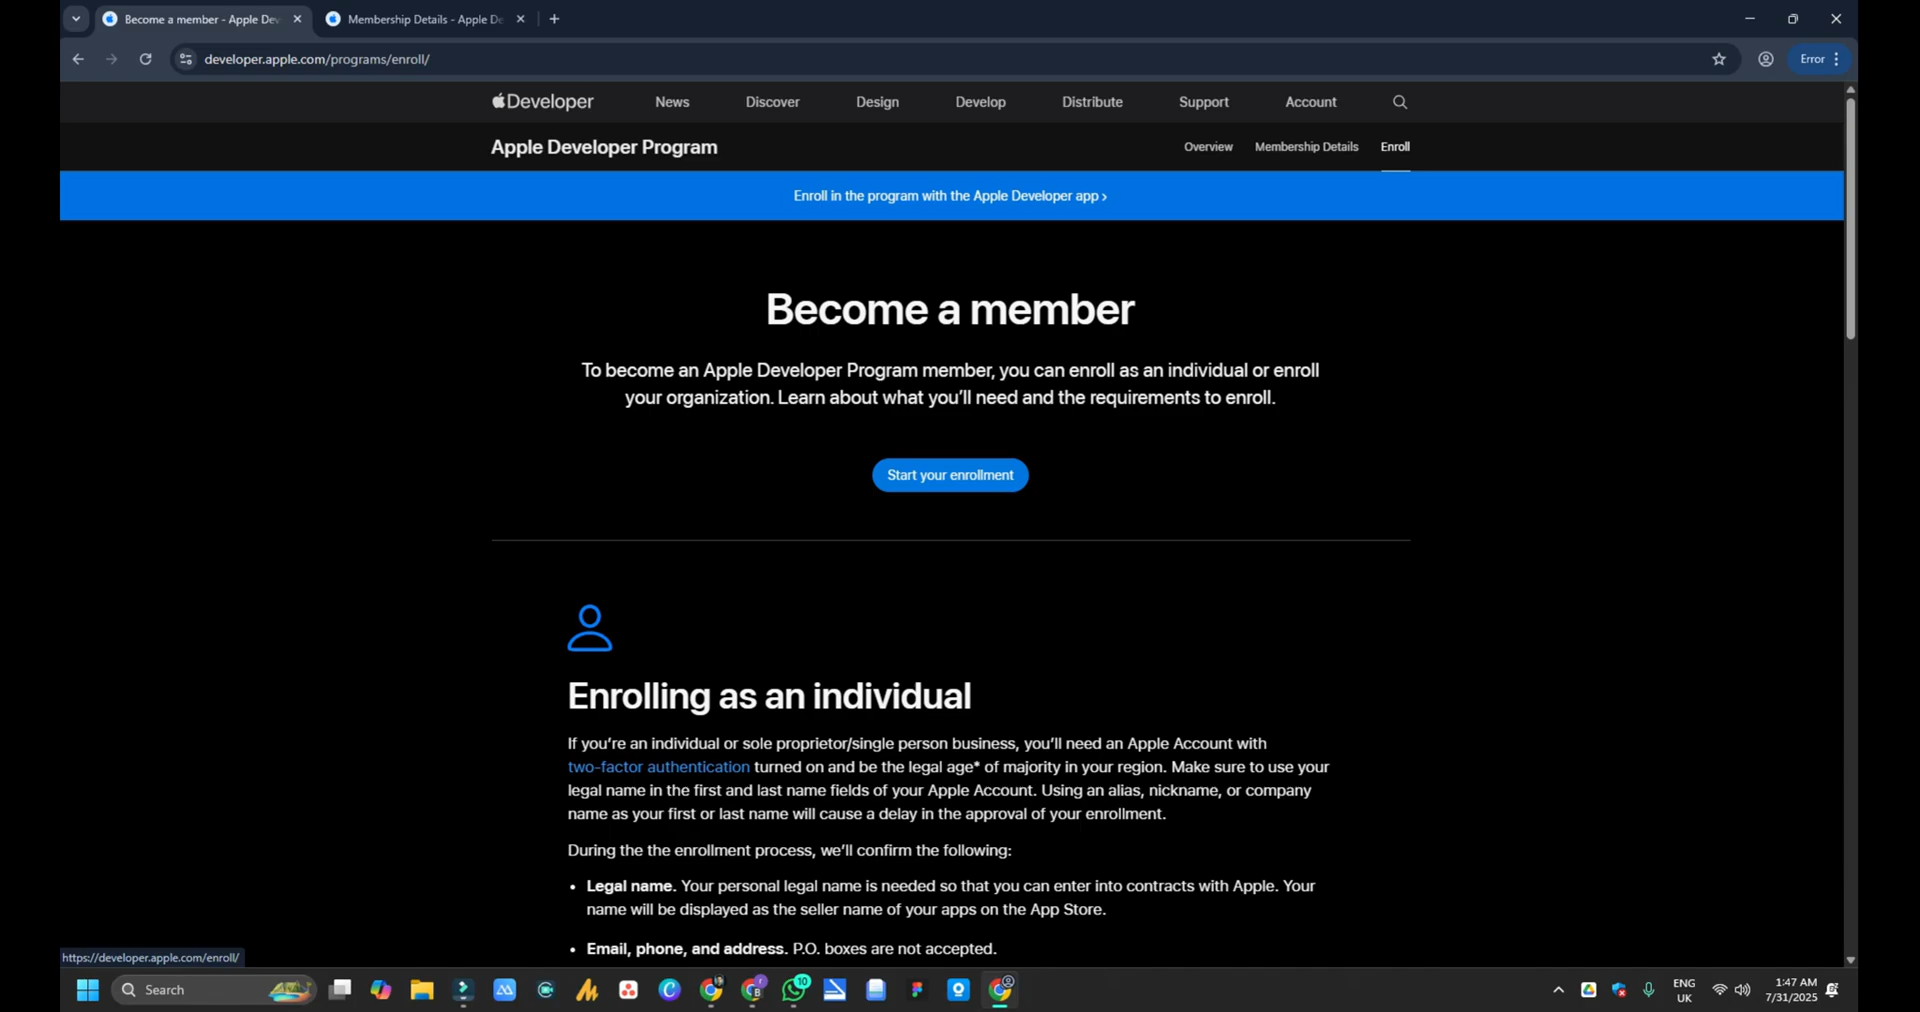 Become a member - Apple De
Membership Details - Apple D
developer.apple.com/programs/enroll/
Error
Developer
News
Discover
Design
Develop
Distribute
Support
Account
Apple Developer Program
Overview
Membership Details
Enroll
Enroll in the program with the Apple Developer app ›
Become a member
To become an Apple Developer Program member, you can enroll as an individual or enroll
your organization. Learn about what you’ll need and the requirements to enroll.
Start your enrollment
Enrolling as an individual
If you’re an individual or sole proprietor/single person business, you’ll need an Apple Account with
two-factor authentication turned on and be the legal age* of majority in your region. Make sure to use your
legal name in the first and last name fields of your Apple Account. Using an alias, nickname, or company
name as your first or last name will cause a delay in the approval of your enrollment.
During the the enrollment process, we’ll confirm the following:
• Legal name. Your personal legal name is needed so that you can enter into contracts with Apple. Your
name will be displayed as the seller name of your apps on the App Store.
• Email, phone, and address. P.O. boxes are not accepted.
https://developer.apple.com/enroll/
Search
10
ENG
UK
1:47 AM
7/31/2025